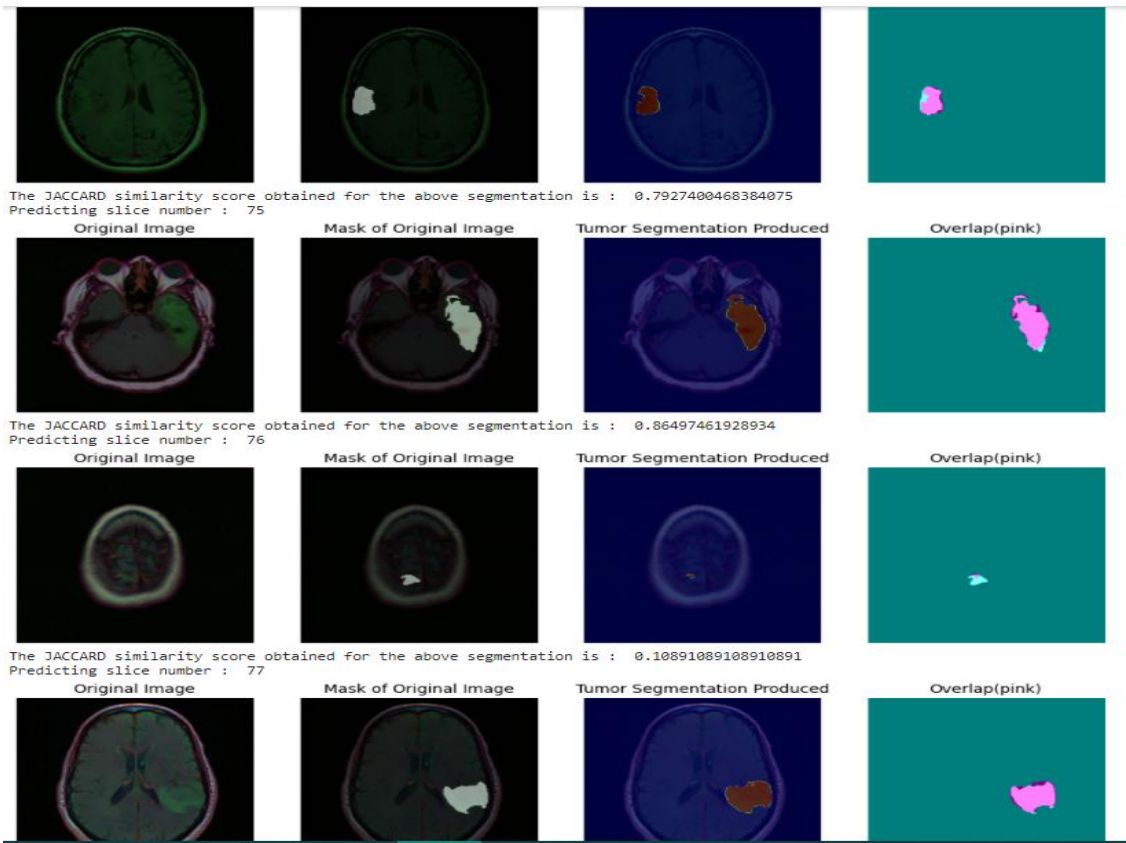 The JACCARD similarity score obtained for the above segmentation is :  0.7927400468384075
Predicting slice number :  75
Original Image Mask of Original Image Tumor Segmentation Produced Overlap(pink)
The JACCARD similarity score obtained for the above segmentation is :  0.86497461928934
Predicting slice number :  76
Original Image Mask of Original Image Tumor Segmentation Produced Overlap(pink)
The JACCARD similarity score obtained for the above segmentation is :  0.10891089108910891
Predicting slice number :  77
Original Image Mask of Original Image Tumor Segmentation Produced Overlap(pink)